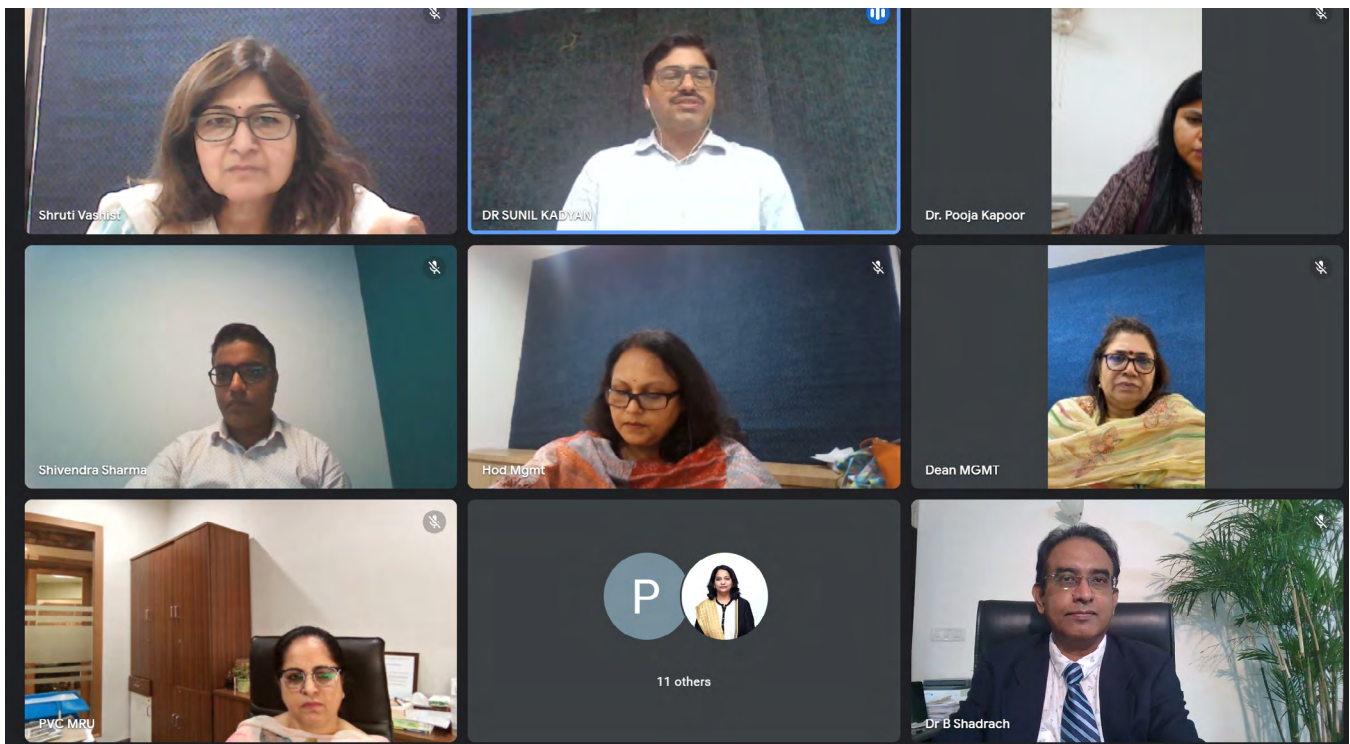 Shruti Vashist
DR SUNIL KADYAN
Dr. Pooja Kapoor
Shivendra Sharma
Hod Mgmt
Dean MGMT
PVC MRU
P
11 others
Dr B Shadrach